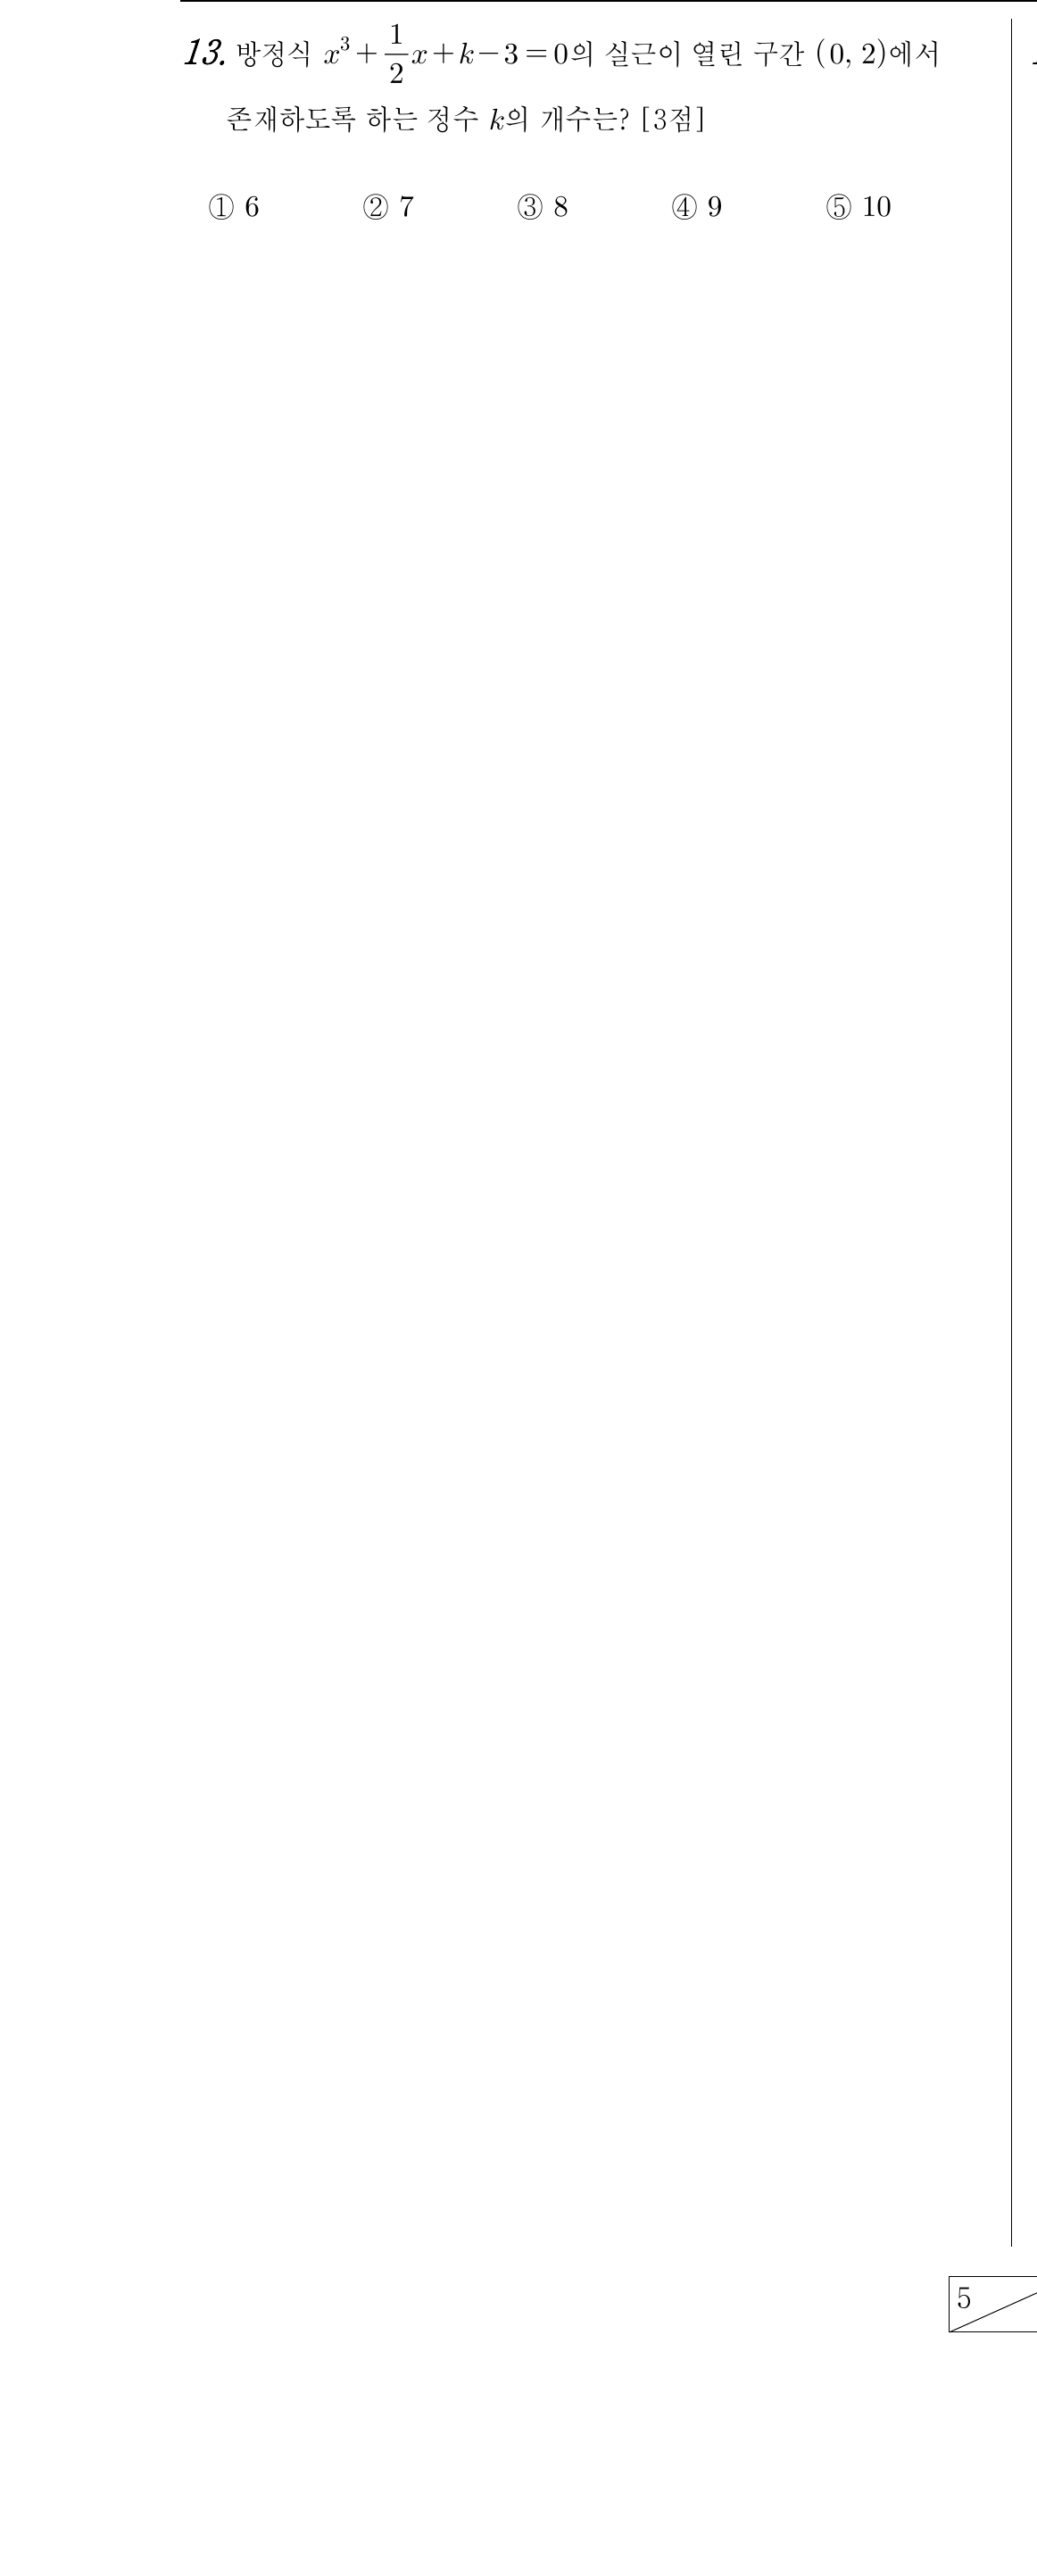 13. 방정식 x³ + 1/2 x + k - 3 = 0의 실근이 열린 구간 (0, 2)에서
존재하도록 하는 정수 k의 개수는? [3점]
① 6 ② 7 ③ 8 ④ 9 ⑤ 10
5